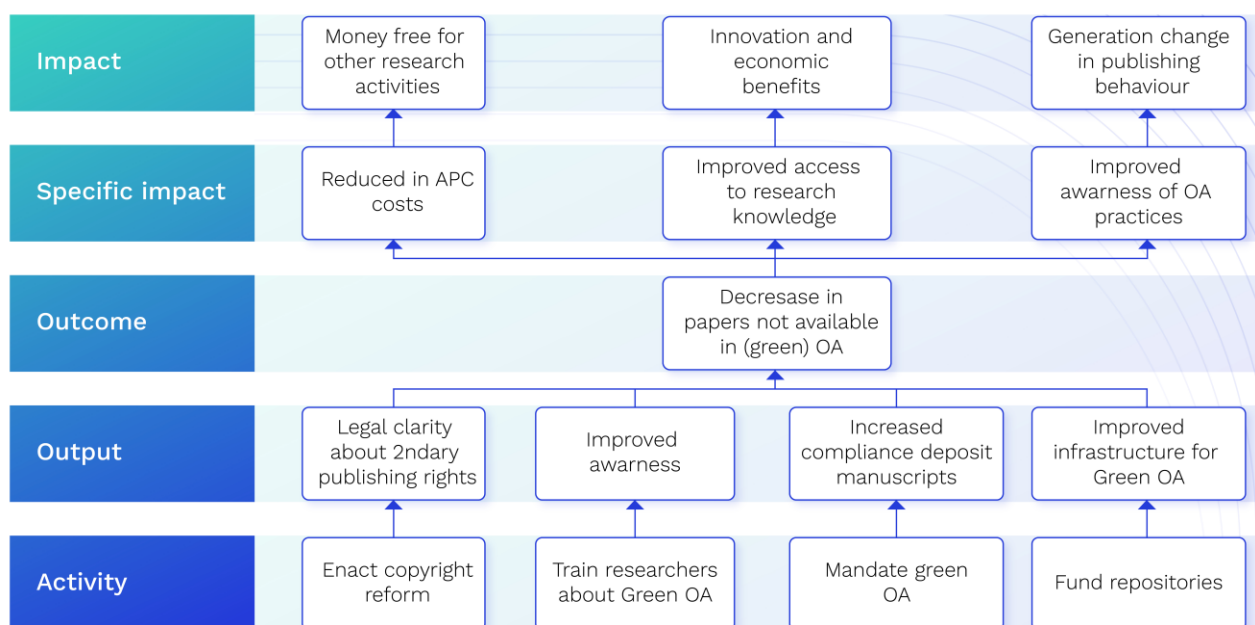 Impact
Money free for
other research
activities
Innovation and
economic
benefits
Generation change
in publishing
behaviour
Specific impact
Reduced in APC
costs
Improved access
to research
knowledge
Improved
awarness of OA
practices
Outcome
Decresase in
papers not available
in (green) OA
Output
Legal clarity
about 2ndary
publishing rights
Improved
awarness
Increased
compliance deposit
manuscripts
Improved
infrastructure for
Green OA
Activity
Enact copyright
reform
Train researchers
about Green OA
Mandate green
OA
Fund repositories